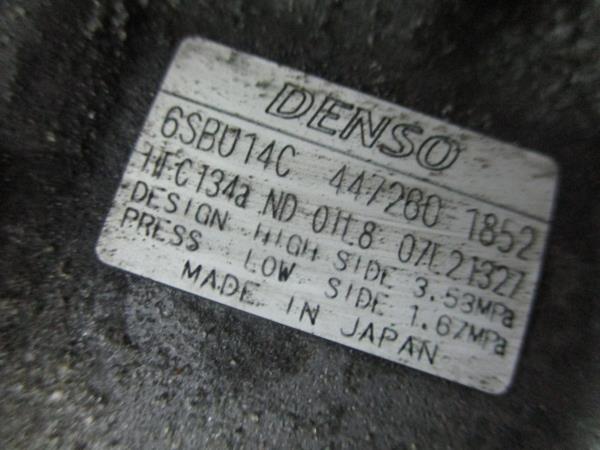 DENSO
6SBU14C 447260-1852
HFC134a ND-OIL8 07E21327
DESIGN HIGH SIDE 3.53MPa
PRESS LOW SIDE 1.67MPa
MADE IN JAPAN